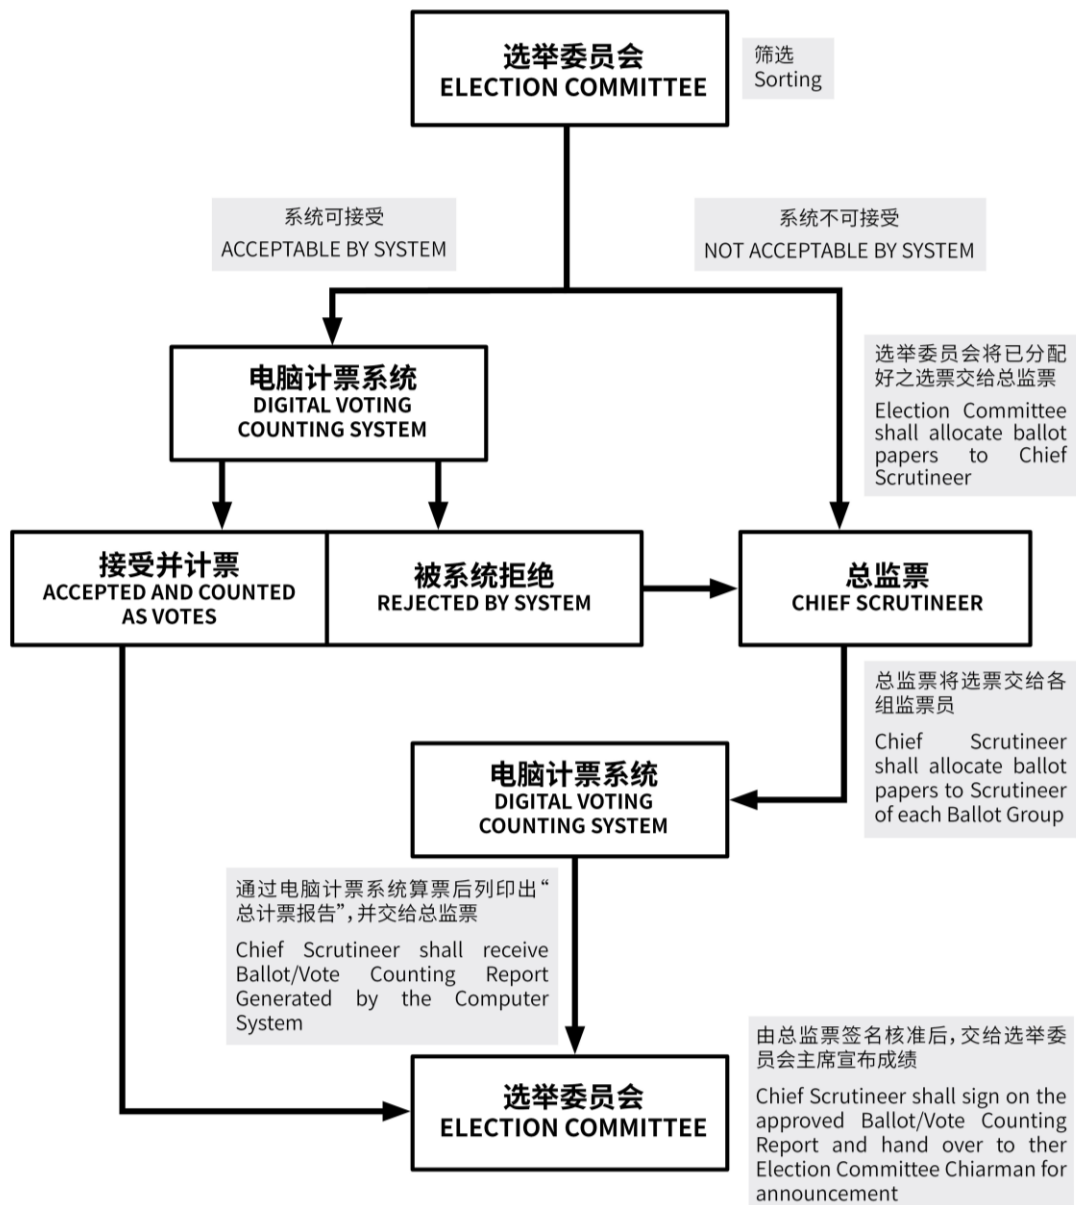 选举委员会
ELECTION COMMITTEE
筛选
Sorting
系统可接受
ACCEPTABLE BY SYSTEM
系统不可接受
NOT ACCEPTABLE BY SYSTEM
电脑计票系统
DIGITAL VOTING
COUNTING SYSTEM
选举委员会将已分配
好之选票交给总监票
Election Committee
shall allocate ballot
papers to Chief
Scrutineer
接受并计票
ACCEPTED AND COUNTED
AS VOTES
被系统拒绝
REJECTED BY SYSTEM
总监票
CHIEF SCRUTINEER
总监票将选票交给各
组监票员
Chief Scrutineer
shall allocate ballot
papers to Scrutineer
of each Ballot Group
电脑计票系统
DIGITAL VOTING
COUNTING SYSTEM
通过电脑计票系统算票后列印出“
总计票报告”，并交给总监票
Chief Scrutineer shall receive
Ballot/Vote Counting Report
Generated by the Computer
System
选举委员会
ELECTION COMMITTEE
由总监票签名核准后，交给选举委
员会主席宣布成绩
Chief Scrutineer shall sign on the
approved Ballot/Vote Counting
Report and hand over to ther
Election Committee Chiarman for
announcement